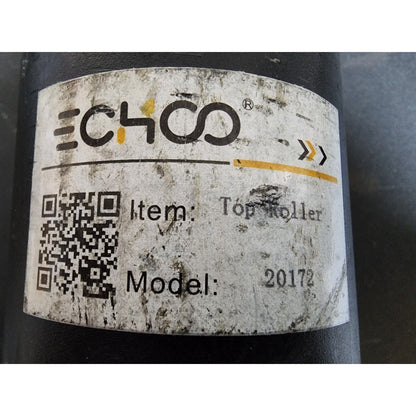 ECHOO®
Item: Top Roller
Model: 20172